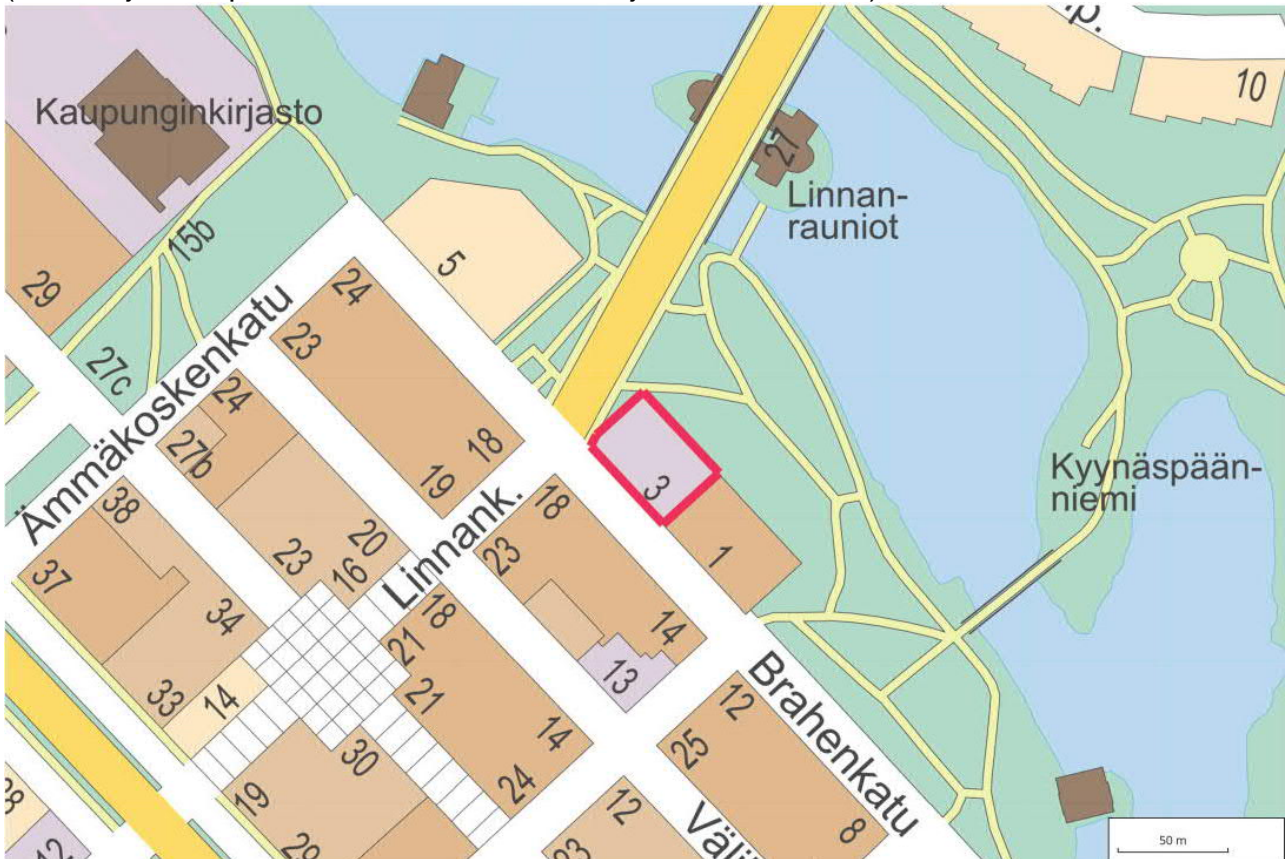 Kaupunginkirjasto
10
27
Linnan-
rauniot
15b
29
5
24
23
27c
Ämmäkoskenkatu
24
27b
18
19
38
Linnank.
18
3
Kyynäspään-
niemi
20
23
16
23
1
37
34
18
21
14
13
33
14
21
12
Brahenkatu
25
14
30
24
19
12
8
50 m